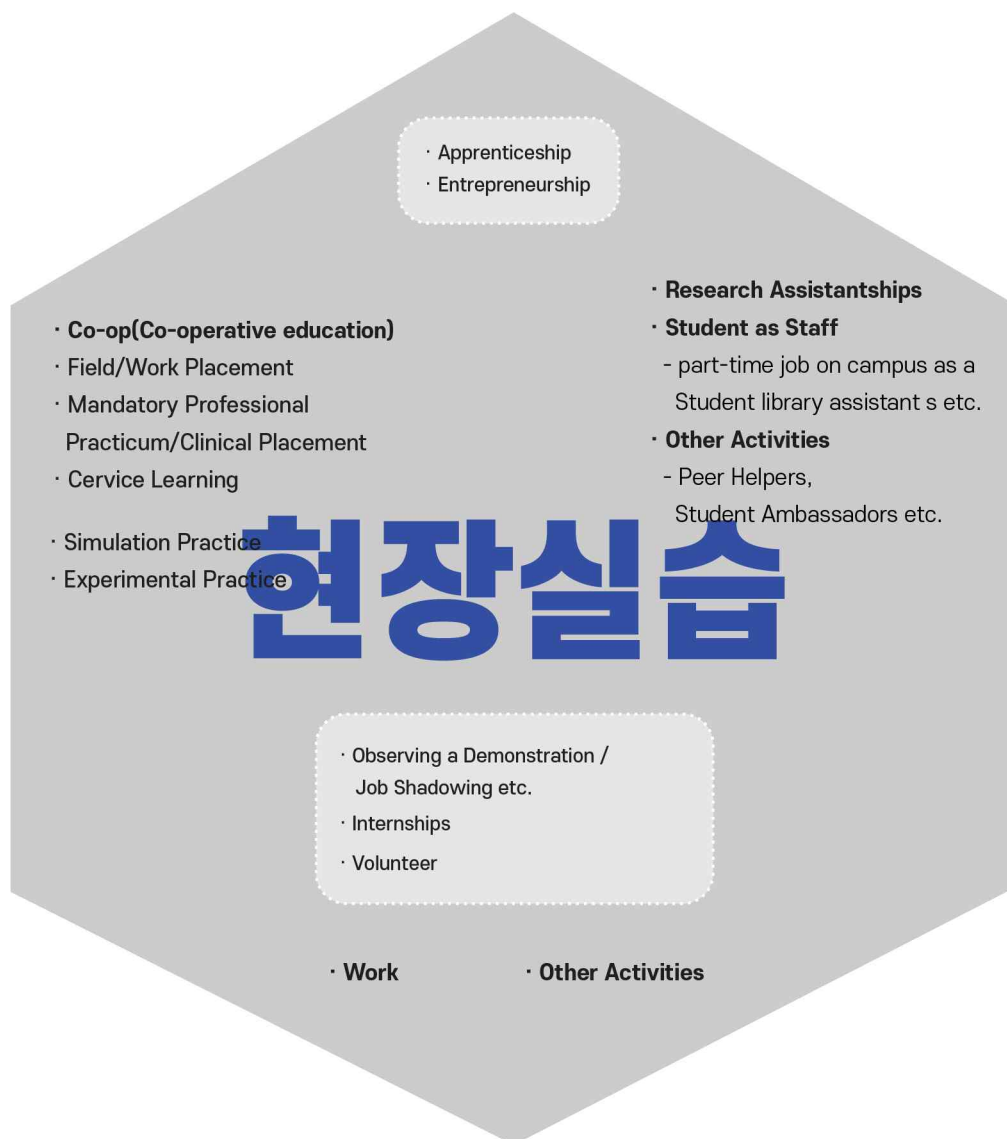 · Apprenticeship
· Entrepreneurship
· Co-op(Co-operative education)
· Field/Work Placement
· Mandatory Professional
Practicum/Clinical Placement
· Cervice Learning
· Simulation Practice
· Experimental Practice
· Research Assistantships
· Student as Staff
- part-time job on campus as a
Student library assistant s etc.
· Other Activities
- Peer Helpers,
Student Ambassadors etc.
현장실습
· Observing a Demonstration /
Job Shadowing etc.
· Internships
· Volunteer
· Work
· Other Activities